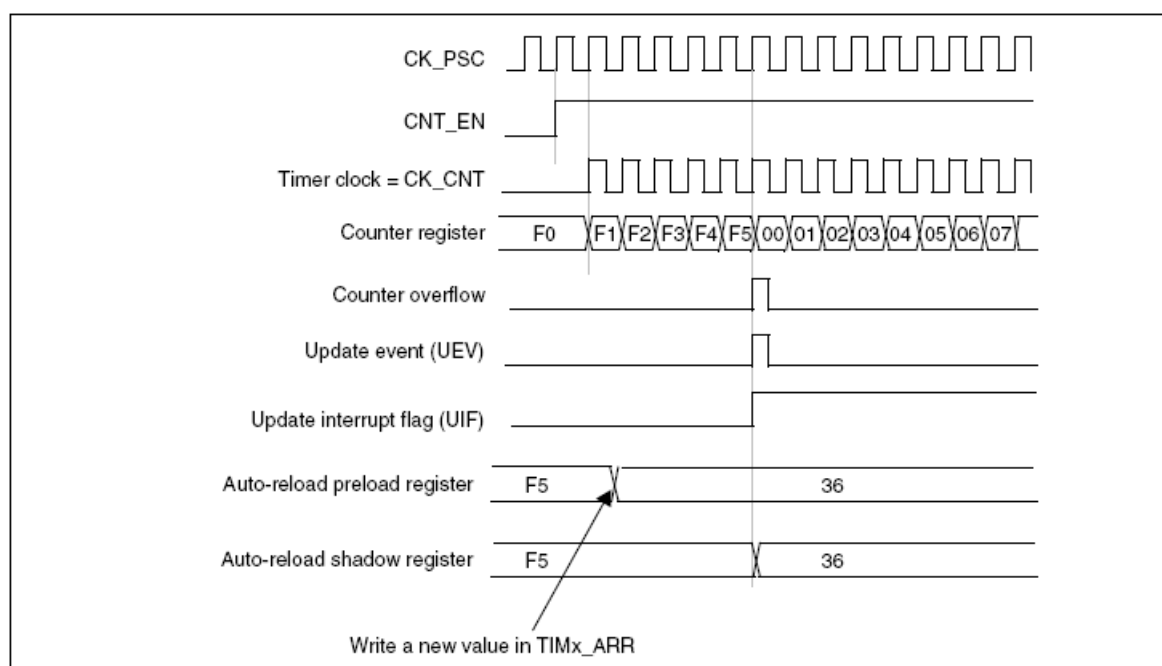 CK_PSC
CNT_EN
Timer clock = CK_CNT
Counter register F0 F1 F2 F3 F4 F5 00 01 02 03 04 05 06 07
Counter overflow
Update event (UEV)
Update interrupt flag (UIF)
Auto-reload preload register F5 36
Auto-reload shadow register F5 36
Write a new value in TIMx_ARR